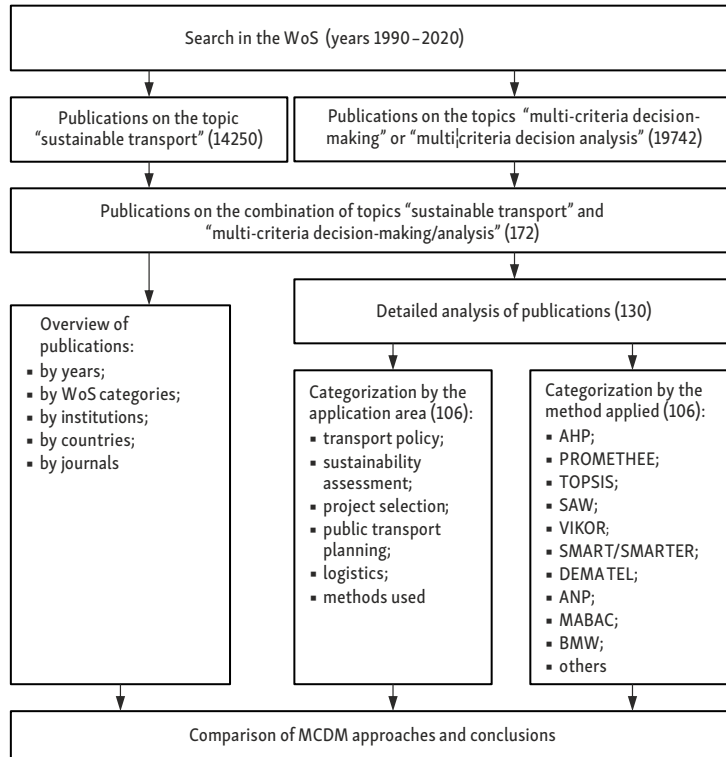 Search in the WoS (years 1990–2020)
Publications on the topic
“sustainable transport” (14250)
Publications on the topics “multi-criteria decision-
making” or “multi¦criteria decision analysis” (19742)
Publications on the combination of topics “sustainable transport” and
“multi-criteria decision-making/analysis” (172)
Overview of
publications:
▪ by years;
▪ by WoS categories;
▪ by institutions;
▪ by countries;
▪ by journals
Detailed analysis of publications (130)
Categorization by the
application area (106):
▪ transport policy;
▪ sustainability
assessment;
▪ project selection;
▪ public transport
planning;
▪ logistics;
▪ methods used
Categorization by the
method applied (106):
▪ AHP;
▪ PROMETHEE;
▪ TOPSIS;
▪ SAW;
▪ VIKOR;
▪ SMART/SMARTER;
▪ DEMATEL;
▪ ANP;
▪ MABAC;
▪ BMW;
▪ others
Comparison of MCDM approaches and conclusions